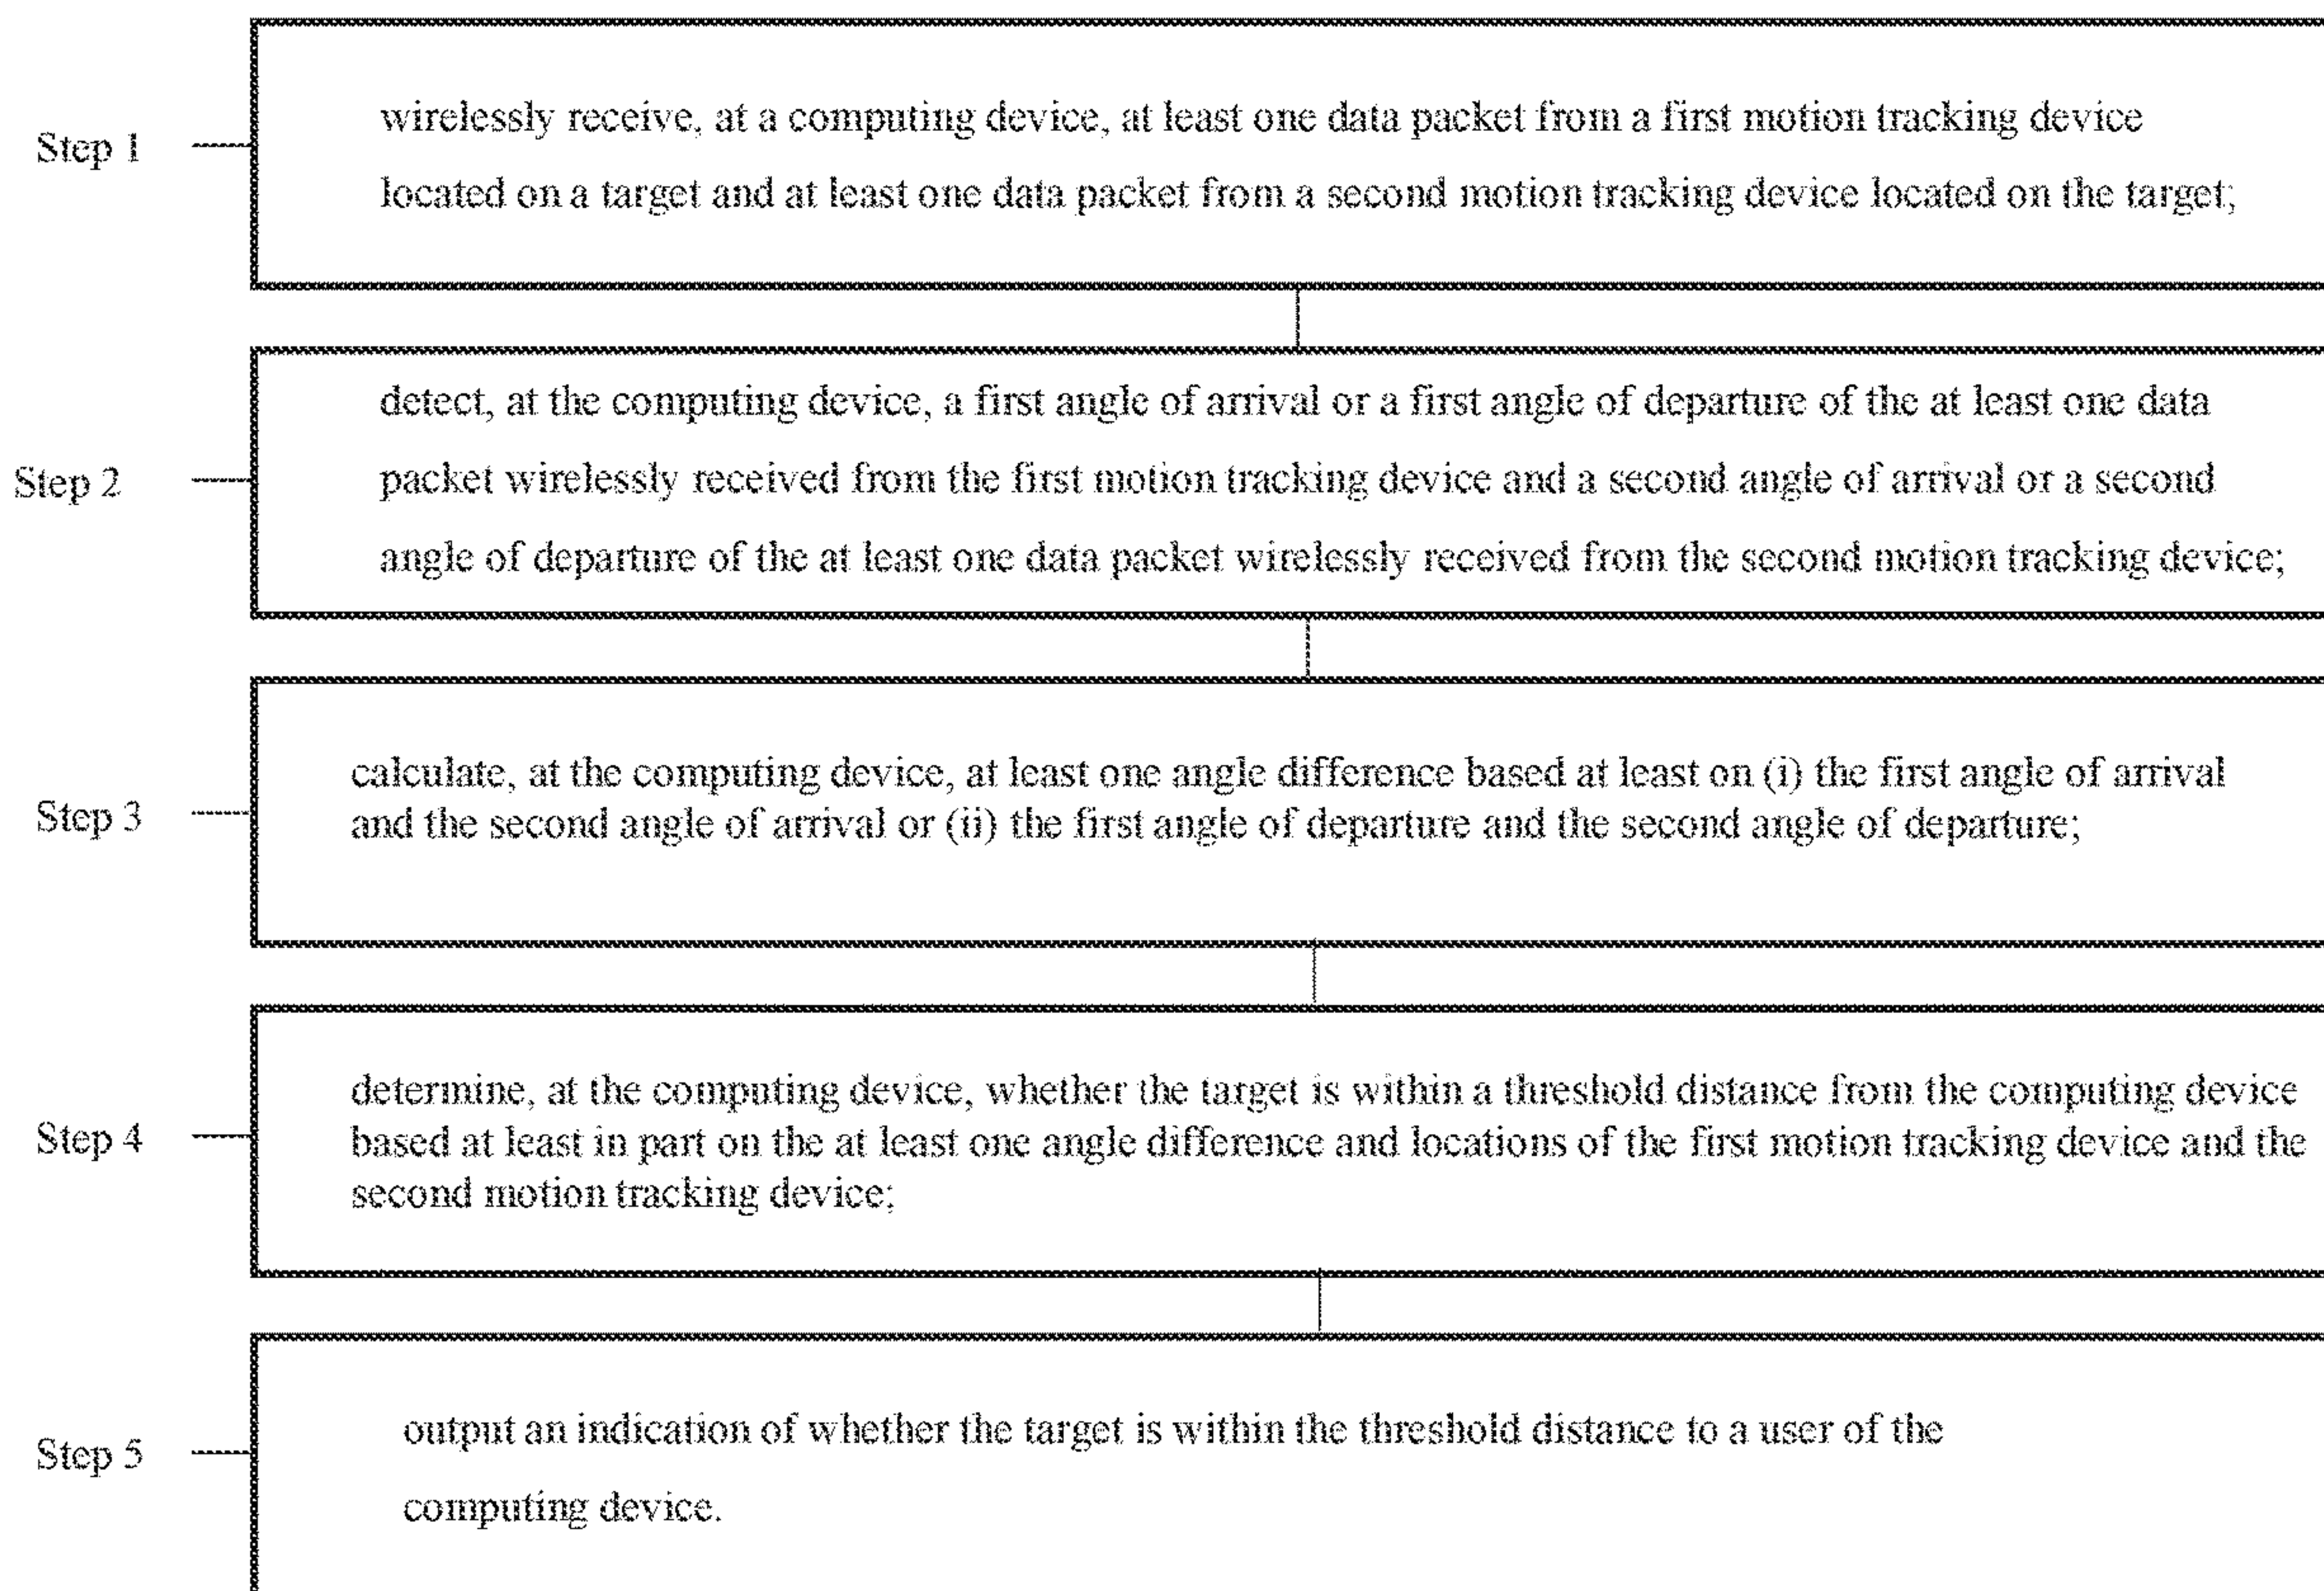 Step 1
wirelessly receive, at a computing device, at least one data packet from a first motion tracking device
located on a target and at least one data packet from a second motion tracking device located on the target;
Step 2
detect, at the computing device, a first angle of arrival or a first angle of departure of the at least one data
packet wirelessly received from the first motion tracking device and a second angle of arrival or a second
angle of departure of the at least one data packet wirelessly received from the second motion tracking device;
Step 3
calculate, at the computing device, at least one angle difference based at least on (i) the first angle of arrival
and the second angle of arrival or (ii) the first angle of departure and the second angle of departure;
Step 4
determine, at the computing device, whether the target is within a threshold distance from the computing device
based at least in part on the at least one angle difference and locations of the first motion tracking device and the
second motion tracking device;
Step 5
output an indication of whether the target is within the threshold distance to a user of the
computing device.